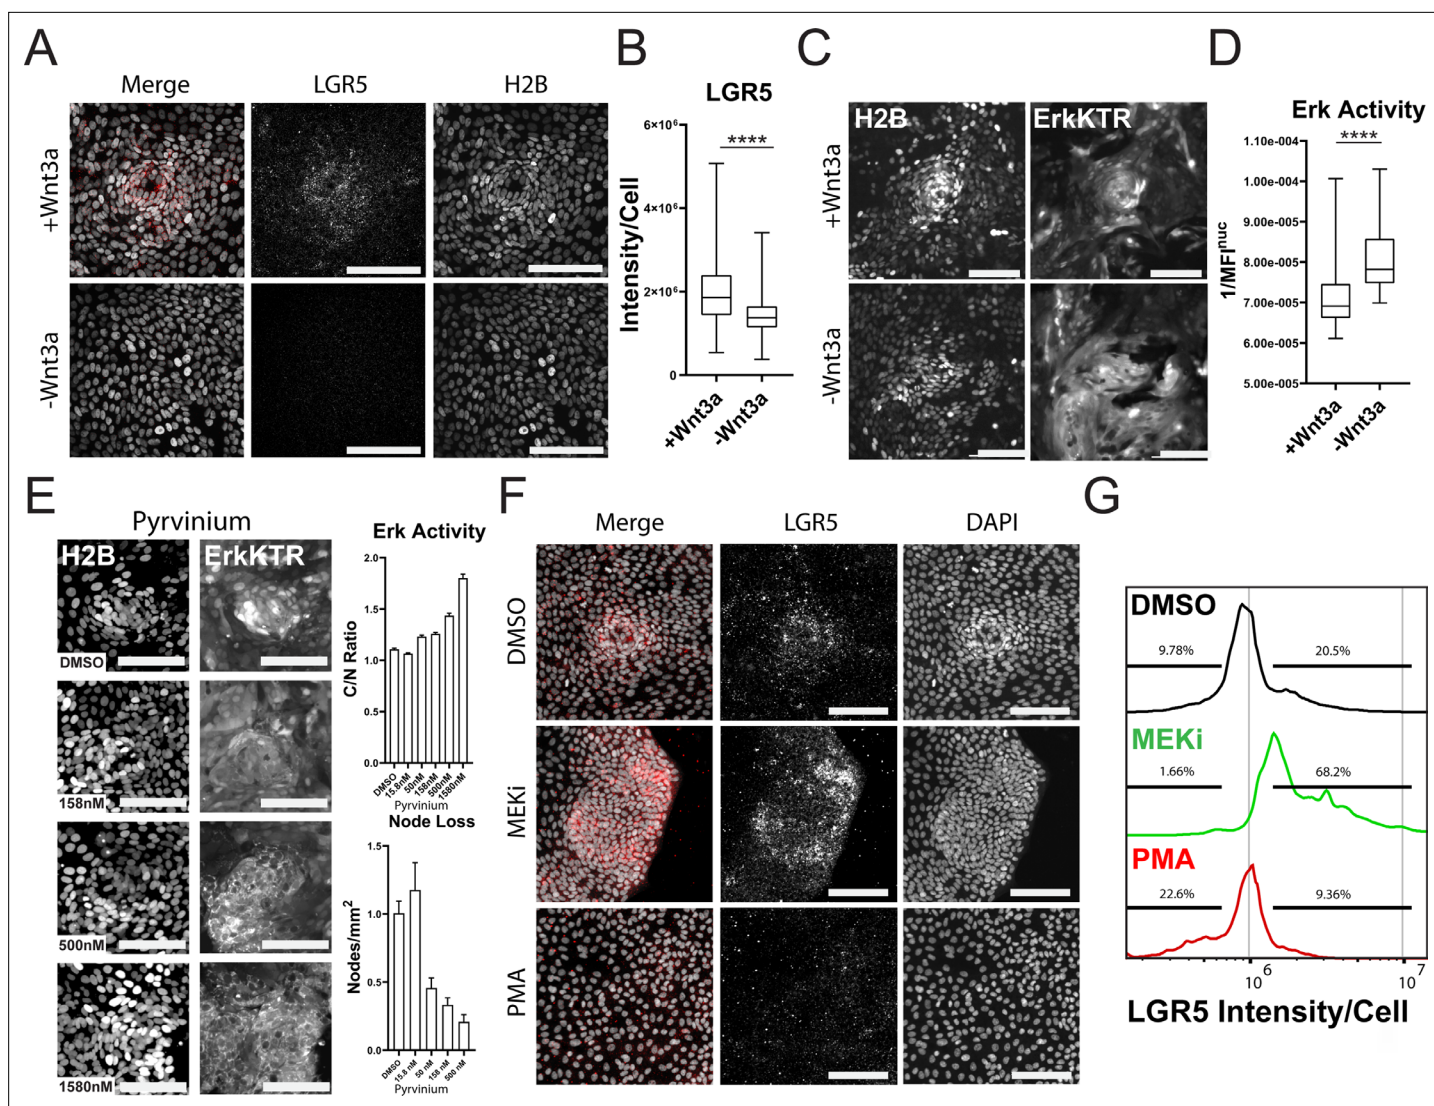 A
Merge
LGR5
H2B
+Wnt3a
-Wnt3a
B
LGR5
Intensity/Cell
6×10⁶
4×10⁶
2×10⁶
0
****
+Wnt3a
-Wnt3a
C
H2B
ErkKTR
+Wnt3a
-Wnt3a
D
Erk Activity
1/MFI^nuc
1.10e-004
1.00e-004
9.00e-005
8.00e-005
7.00e-005
6.00e-005
5.00e-005
****
+Wnt3a
-Wnt3a
E
Pyrvinium
H2B
ErkKTR
DMSO
158nM
500nM
1580nM
Erk Activity
C/N Ratio
2.0
1.5
1.0
0.5
0.0
DMSO
15.8nM
50nM
158nM
500nM
1580nM
Pyrvinium
Node Loss
Nodes/mm²
1.5
1.0
0.5
0.0
DMSO
15.8 nM
50 nM
158 nM
500 nM
Pyrvinium
F
Merge
LGR5
DAPI
DMSO
MEKi
PMA
G
DMSO
9.78%
20.5%
MEKi
1.66%
68.2%
PMA
22.6%
9.36%
10⁶
10⁷
LGR5 Intensity/Cell